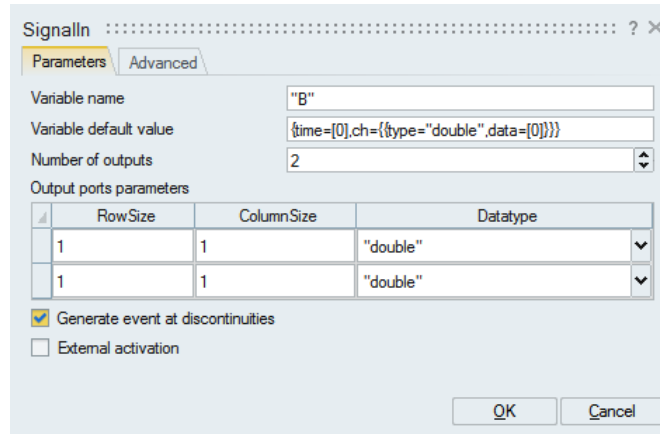 SignalIn ? ×
Parameters Advanced
Variable name "B"
Variable default value {time=[0],ch={{type="double",data=[0]}}}
Number of outputs 2
Output ports parameters
RowSize ColumnSize Datatype
1 1 "double"
1 1 "double"
Generate event at discontinuities
External activation
OK Cancel